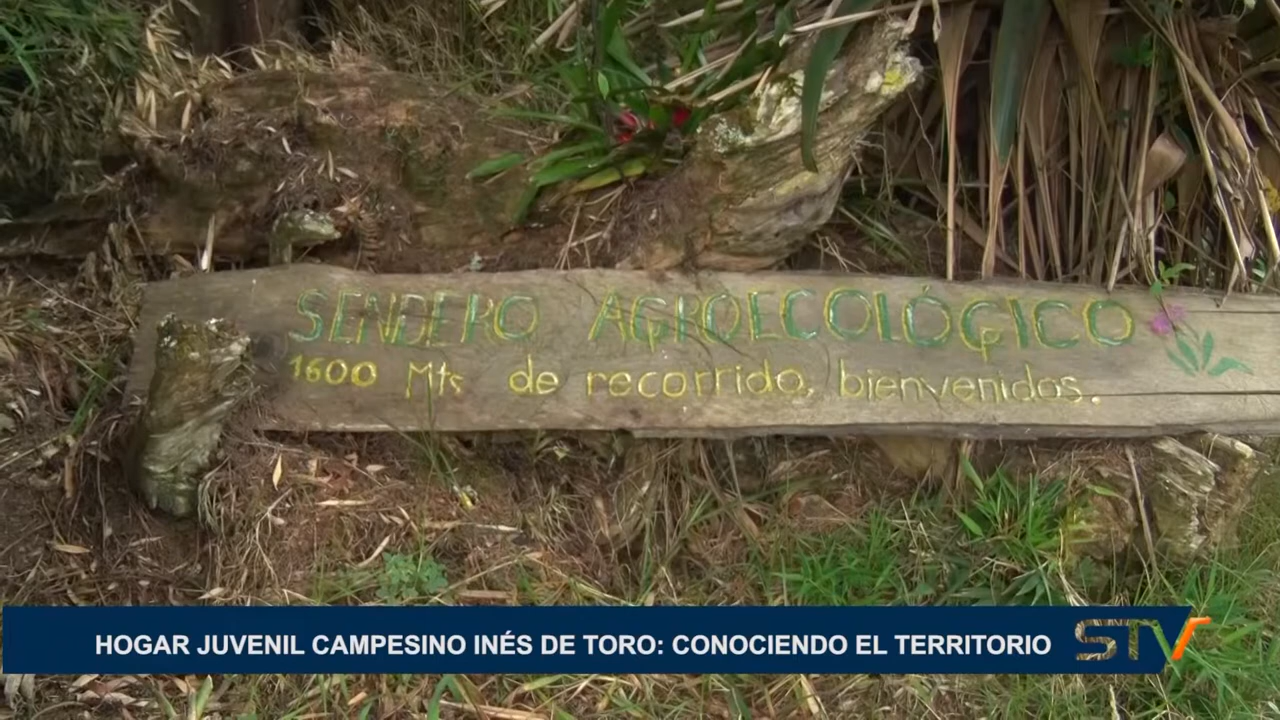 SENDERO AGROECOLÓGICO
1600 Mts de recorrido, bienvenidos.
HOGAR JUVENIL CAMPESINO INÉS DE TORO: CONOCIENDO EL TERRITORIO
STV